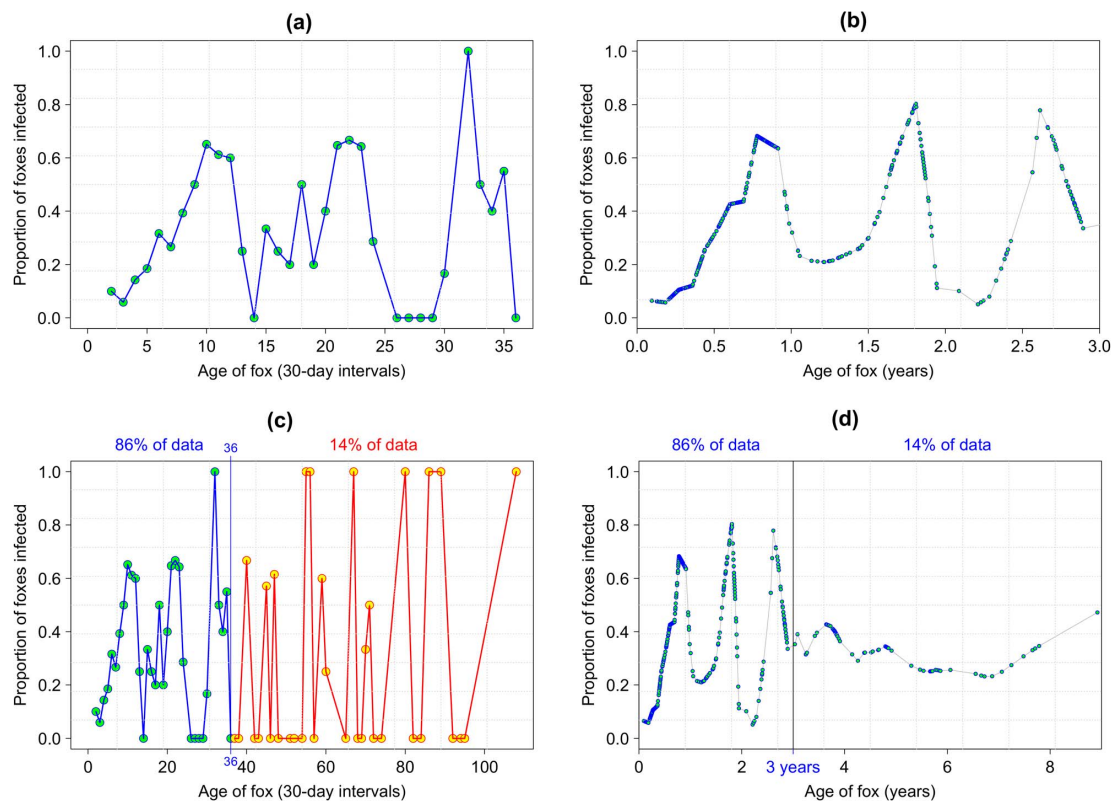 (a)
Proportion of foxes infected
1.0
0.8
0.6
0.4
0.2
0.0
0 5 10 15 20 25 30 35
Age of fox (30-day intervals)
(b)
Proportion of foxes infected
1.0
0.8
0.6
0.4
0.2
0.0
0.0 0.5 1.0 1.5 2.0 2.5 3.0
Age of fox (years)
(c)
86% of data 36 14% of data
Proportion of foxes infected
1.0
0.8
0.6
0.4
0.2
0.0
36
0 20 40 60 80 100
Age of fox (30-day intervals)
(d)
86% of data 14% of data
Proportion of foxes infected
1.0
0.8
0.6
0.4
0.2
0.0
0 2 3 years 4 6 8
Age of fox (years)